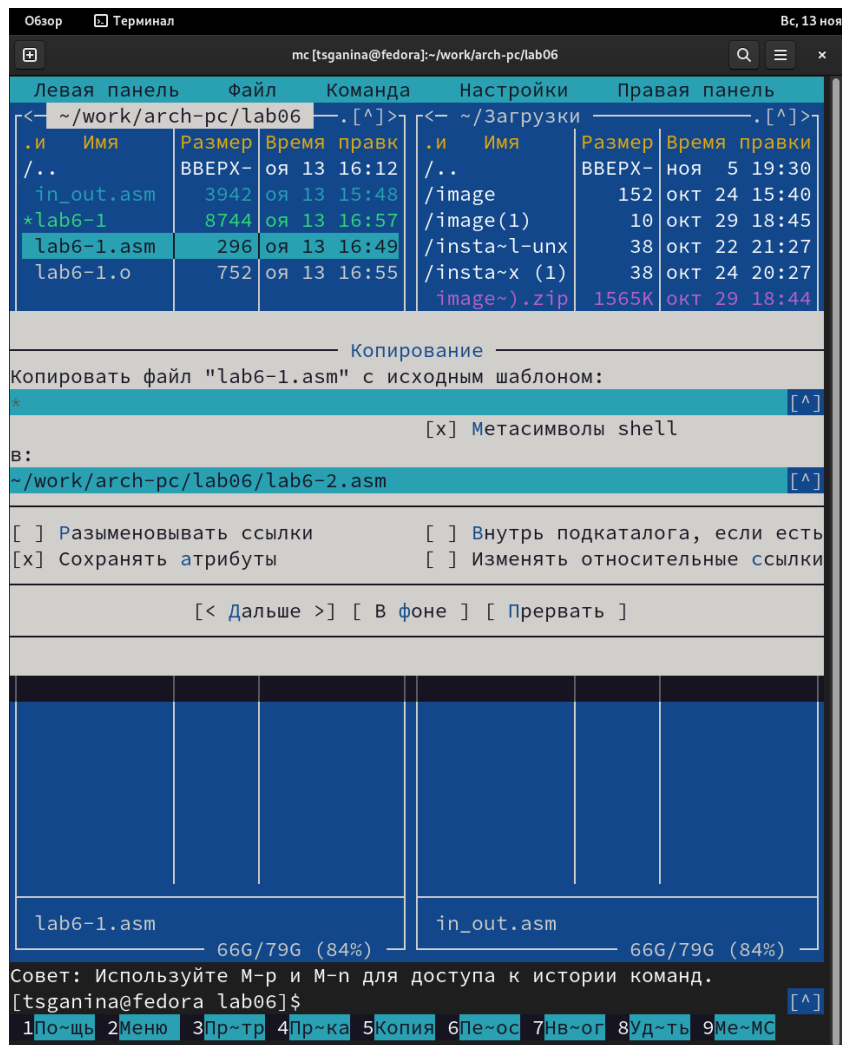 Обзор Терминал Вс, 13 ноя
mc [tsganina@fedora]:~/work/arch-pc/lab06
Левая панель Файл Команда Настройки Правая панель
<─ ~/work/arch-pc/lab06 ──.[^]>┐┌<─ ~/Загрузки ──.[^]>
.и Имя Размер Время правк .и Имя Размер Время правки
/.. ВВЕРХ- оя 13 16:12 /.. ВВЕРХ- ноя 5 19:30
in_out.asm 3942 оя 13 15:48 /image 152 окт 24 15:40
*lab6-1 8744 оя 13 16:57 /image(1) 10 окт 29 18:45
lab6-1.asm 296 оя 13 16:49 /insta~l-unx 38 окт 22 21:27
lab6-1.o 752 оя 13 16:55 /insta~x (1) 38 окт 24 20:27
image~).zip 1565K окт 29 18:44
Копирование
Копировать файл "lab6-1.asm" с исходным шаблоном:
* [^]
[x] Метасимволы shell
в:
~/work/arch-pc/lab06/lab6-2.asm [^]
[ ] Разыменовывать ссылки [ ] Внутрь подкаталога, если есть
[x] Сохранять атрибуты [ ] Изменять относительные ссылки
[< Дальше >] [ В фоне ] [ Прервать ]
lab6-1.asm in_out.asm
66G/79G (84%) 66G/79G (84%)
Совет: Используйте M-p и M-n для доступа к истории команд.
[tsganina@fedora lab06]$ [^]
1По~щь 2Меню 3Пр~тр 4Пр~ка 5Копия 6Пе~ос 7Нв~ог 8Уд~ть 9Ме~МС